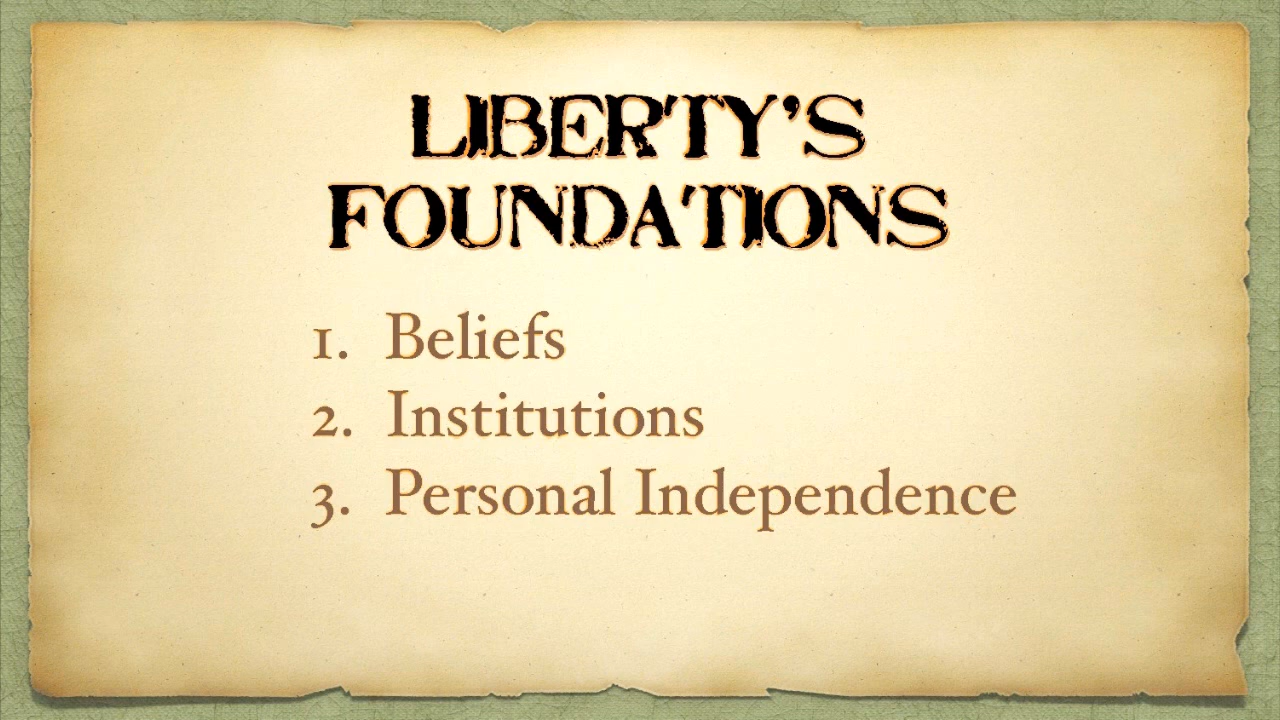 LIBERTY'S
FOUNDATIONS
1. Beliefs
2. Institutions
3. Personal Independence